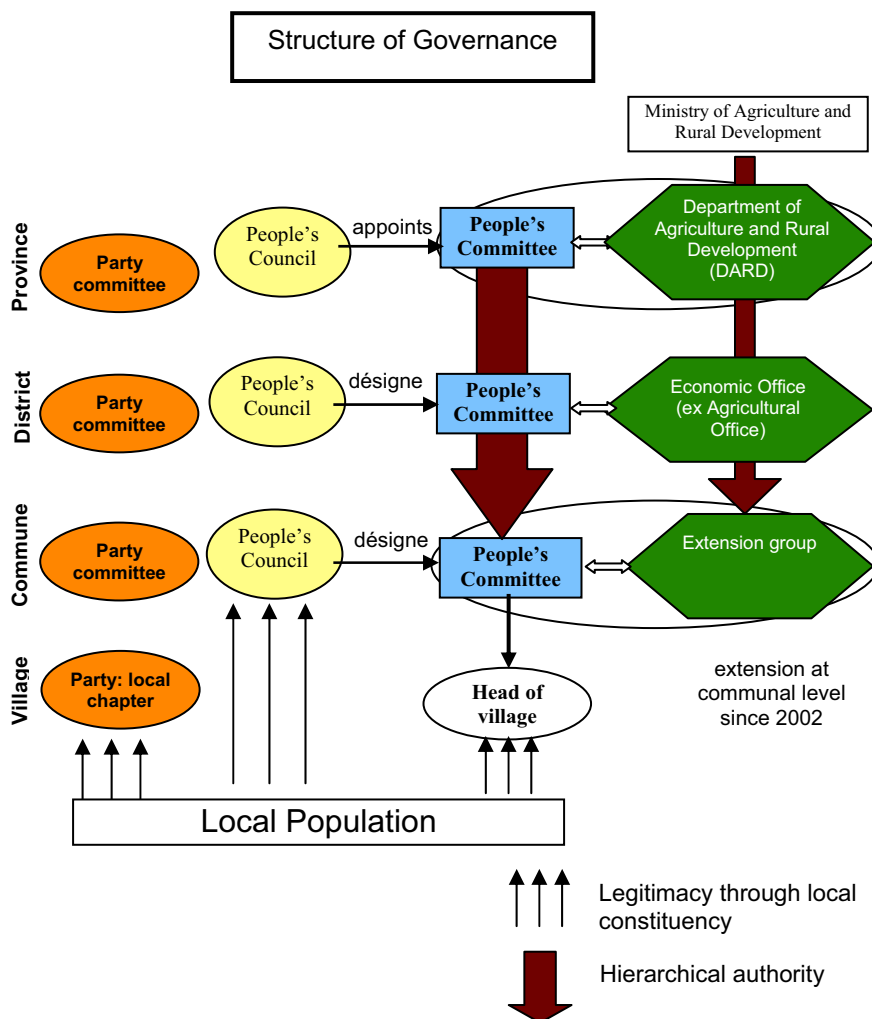 Structure of Governance
Ministry of Agriculture and
Rural Development
Province
Party
committee
People's
Council
appoints
People's
Committee
Department of
Agriculture and Rural
Development
(DARD)
District
Party
committee
People's
Council
désigne
People's
Committee
Economic Office
(ex Agricultural
Office)
Commune
Party
committee
People's
Council
désigne
People's
Committee
Extension group
Village
Party: local
chapter
Head of
village
extension at
communal level
since 2002
Local Population
Legitimacy through local
constituency
Hierarchical authority